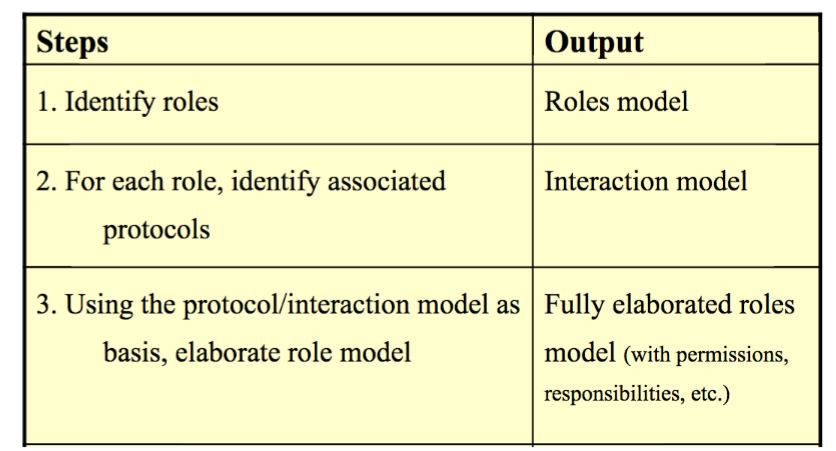 Steps
Output
1. Identify roles
Roles model
2. For each role, identify associated
protocols
Interaction model
3. Using the protocol/interaction model as
basis, elaborate role model
Fully elaborated roles
model (with permissions,
responsibilities, etc.)